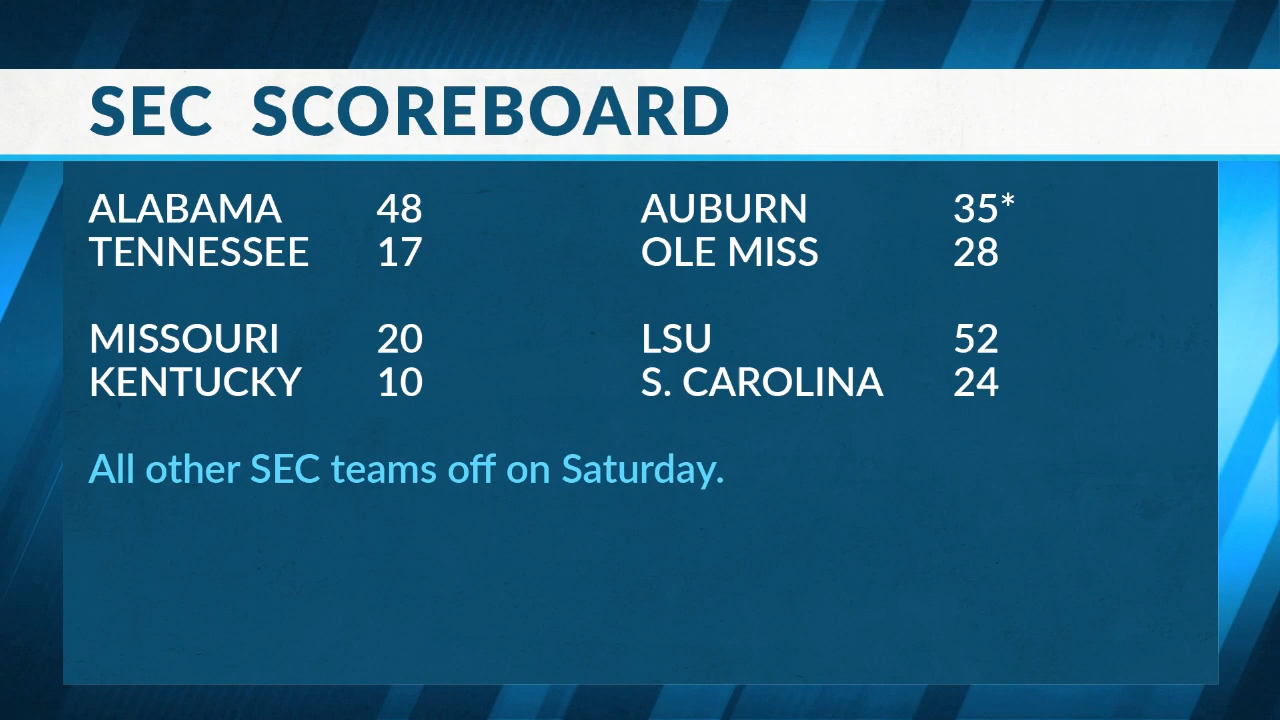 SEC SCOREBOARD
ALABAMA 48
TENNESSEE 17
MISSOURI 20
KENTUCKY 10
AUBURN 35*
OLE MISS 28
LSU 52
S. CAROLINA 24
All other SEC teams off on Saturday.